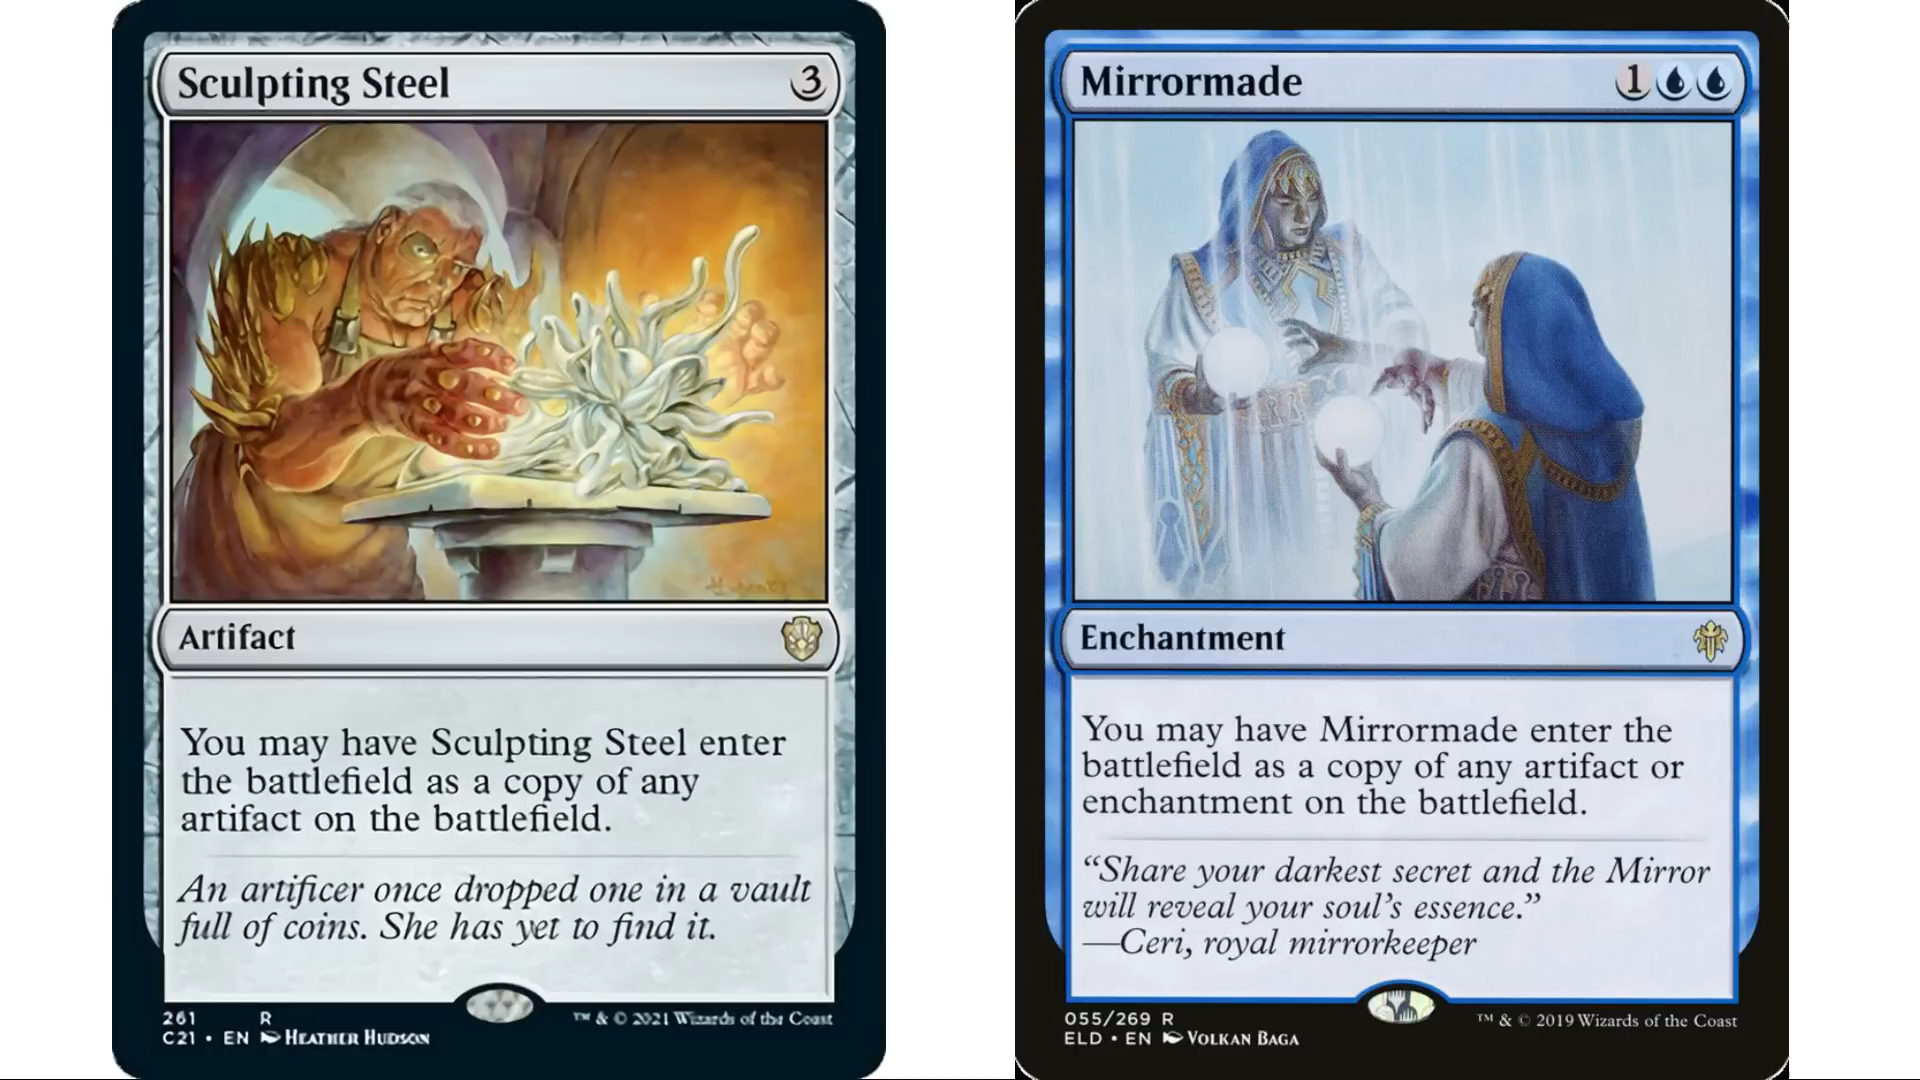 Sculpting Steel
3
Artifact
You may have Sculpting Steel enter
the battlefield as a copy of any
artifact on the battlefield.
An artificer once dropped one in a vault
full of coins. She has yet to find it.
261 R
C21 • EN HEATHER HUDSON
™ & © 2021 Wizards of the Coast
Mirrormade
1
Enchantment
You may have Mirrormade enter the
battlefield as a copy of any artifact or
enchantment on the battlefield.
“Share your darkest secret and the Mirror
will reveal your soul’s essence.”
—Ceri, royal mirrorkeeper
055/269 R
ELD • EN VOLKAN BAGA
™ & © 2019 Wizards of the Coast